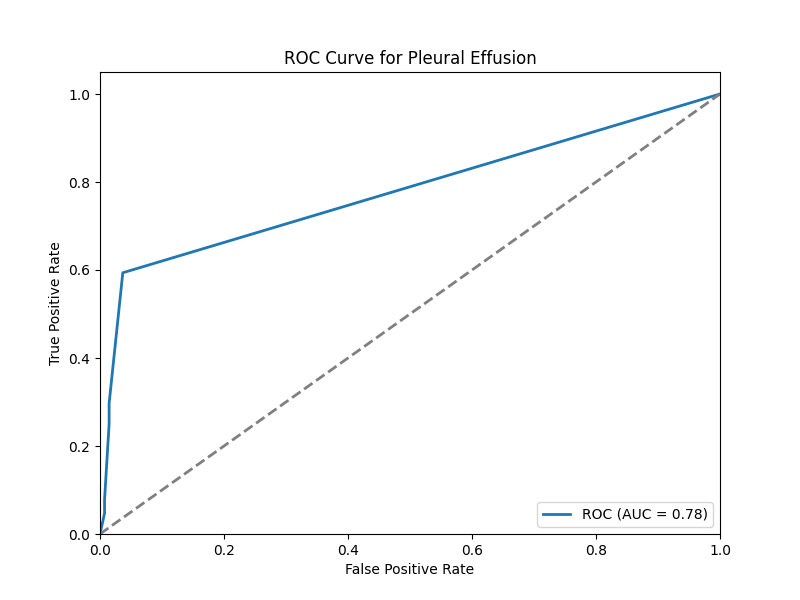 ROC Curve for Pleural Effusion
1.0
0.8
0.6
0.4
0.2
0.0
True Positive Rate
0.0 0.2 0.4 0.6 0.8 1.0
False Positive Rate
ROC (AUC = 0.78)